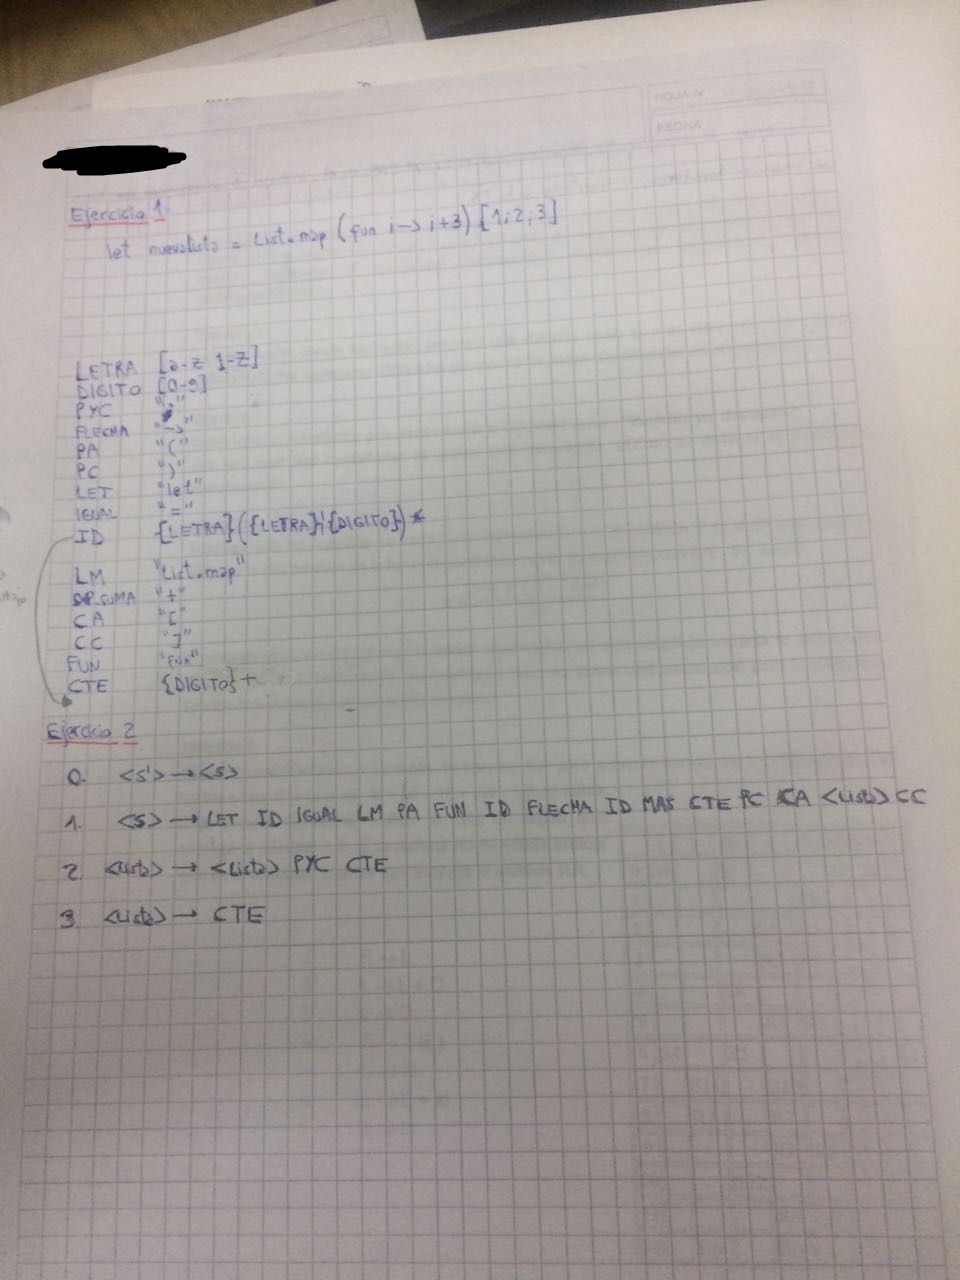 HOJA Nº
FECHA
Ejercicio 1.
let nuevalista = List.map (fun i -> i+3) [1;2,3]
LETRA [a-z 1-Z]
DIGITO [0-9]
PYC ";"
FLECHA "->"
PA "("
PC ")"
LET "let"
IGUAL "="
ID {LETRA}({LETRA}|{DIGITO})*
LM "List.map"
OP_SUMA "+"
CA "["
CC "]"
FUN "fun"
CTE {DIGITO}+
Ejercicio 2
0. <S'> → <S>
1. <S> → LET ID IGUAL LM PA FUN ID FLECHA ID MAS CTE PC CA <Lista> CC
2. <Lista> → <Lista> PYC CTE
3. <Lista> → CTE